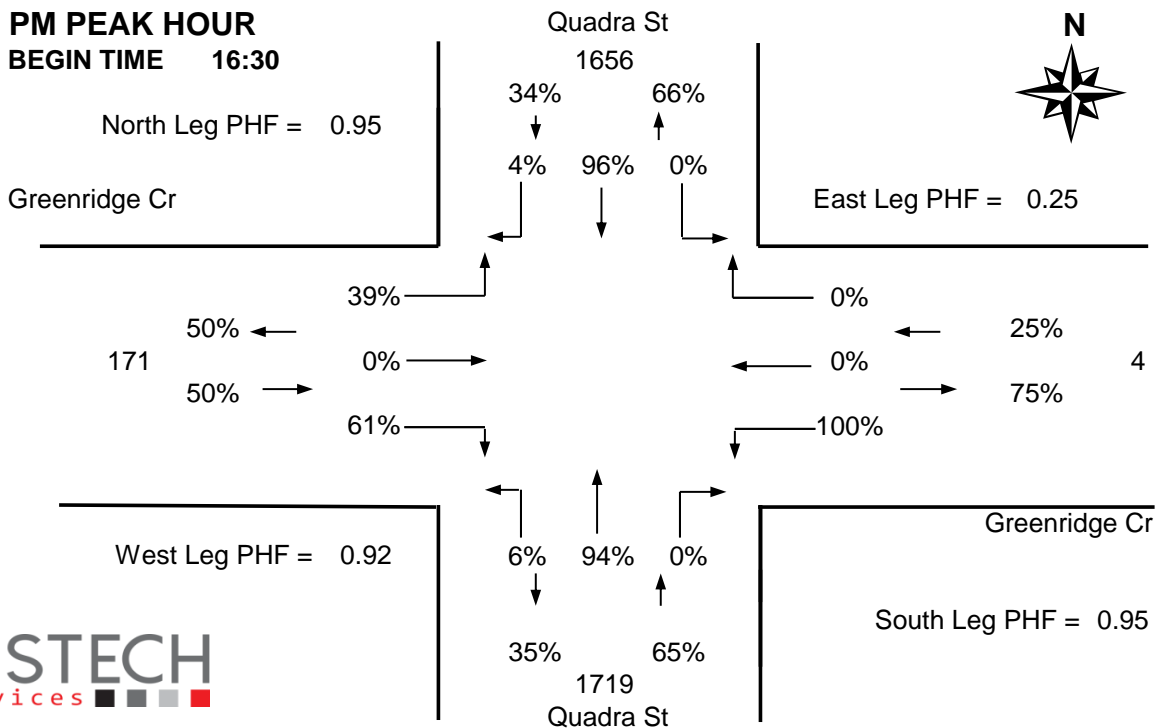 PM PEAK HOUR
BEGIN TIME 16:30
Quadra St
1656
N
34% 66%
North Leg PHF = 0.95
4% 96% 0%
Greenridge Cr
East Leg PHF = 0.25
39% 0%
50% 25%
171 0% 0% 4
50% 75%
61% 100%
Greenridge Cr
West Leg PHF = 0.92
6% 94% 0%
South Leg PHF = 0.95
35% 65%
1719
Quadra St
STECH
vices